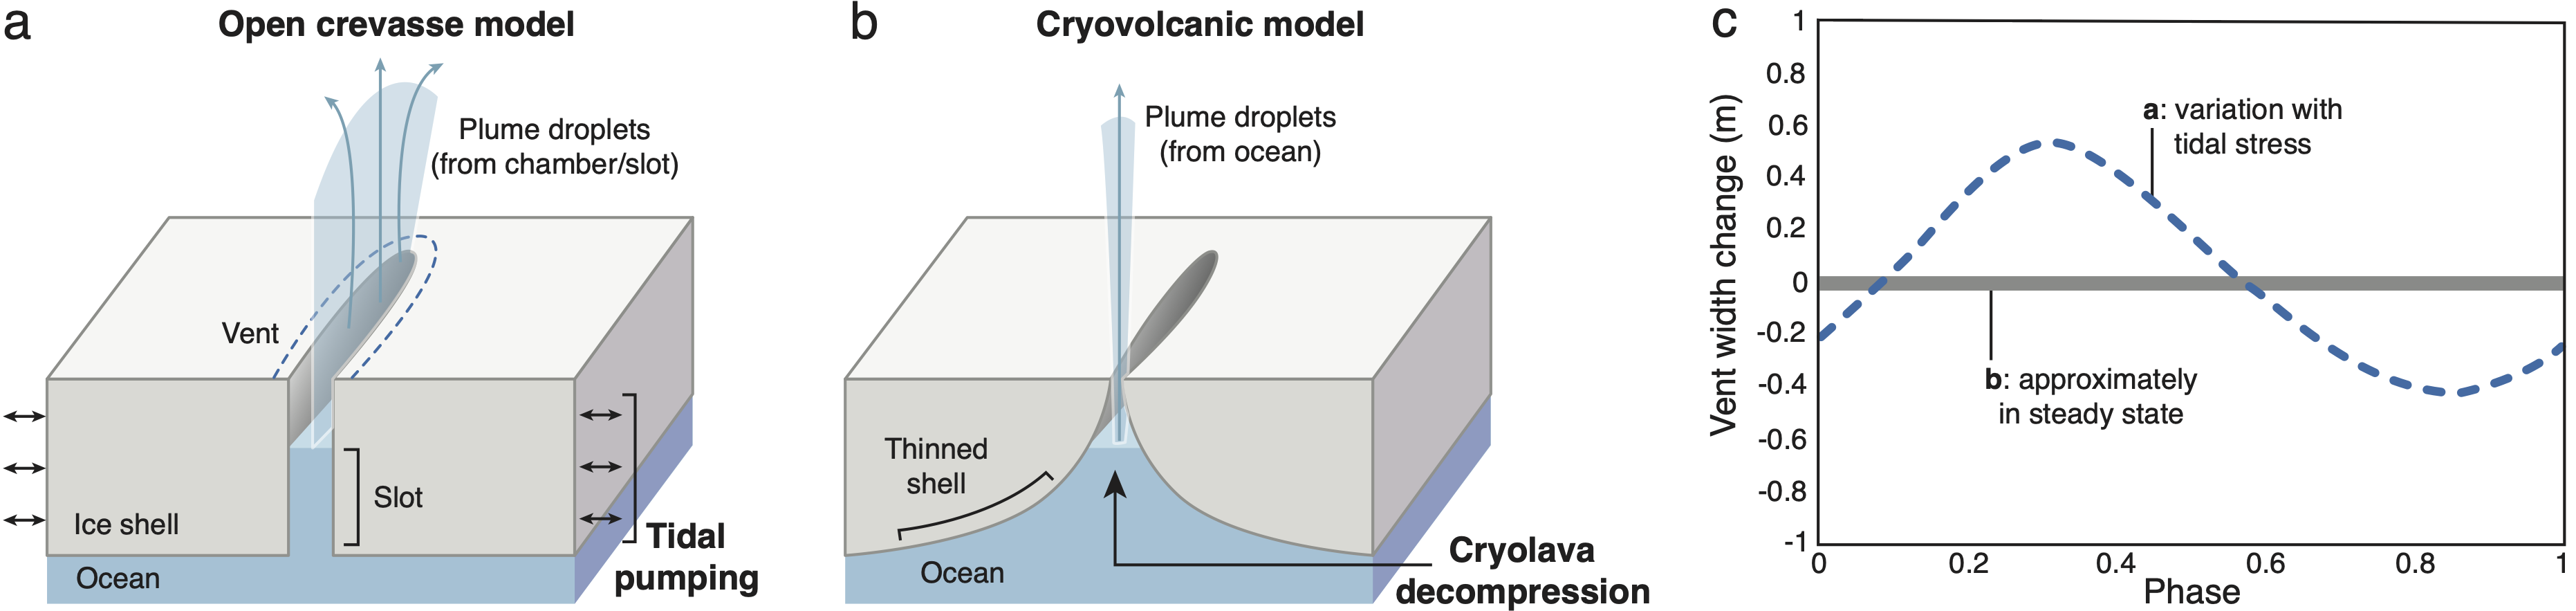 a
Open crevasse model
Plume droplets
(from chamber/slot)
Vent
Slot
Ice shell
Ocean
Tidal
pumping
b
Cryovolcanic model
Plume droplets
(from ocean)
Thinned
shell
Ocean
Cryolava
decompression
c
Vent width change (m)
1
0.8
0.6
0.4
0.2
0
-0.2
-0.4
-0.6
-0.8
-1
a: variation with
tidal stress
b: approximately
in steady state
0 0.2 0.4 0.6 0.8 1
Phase